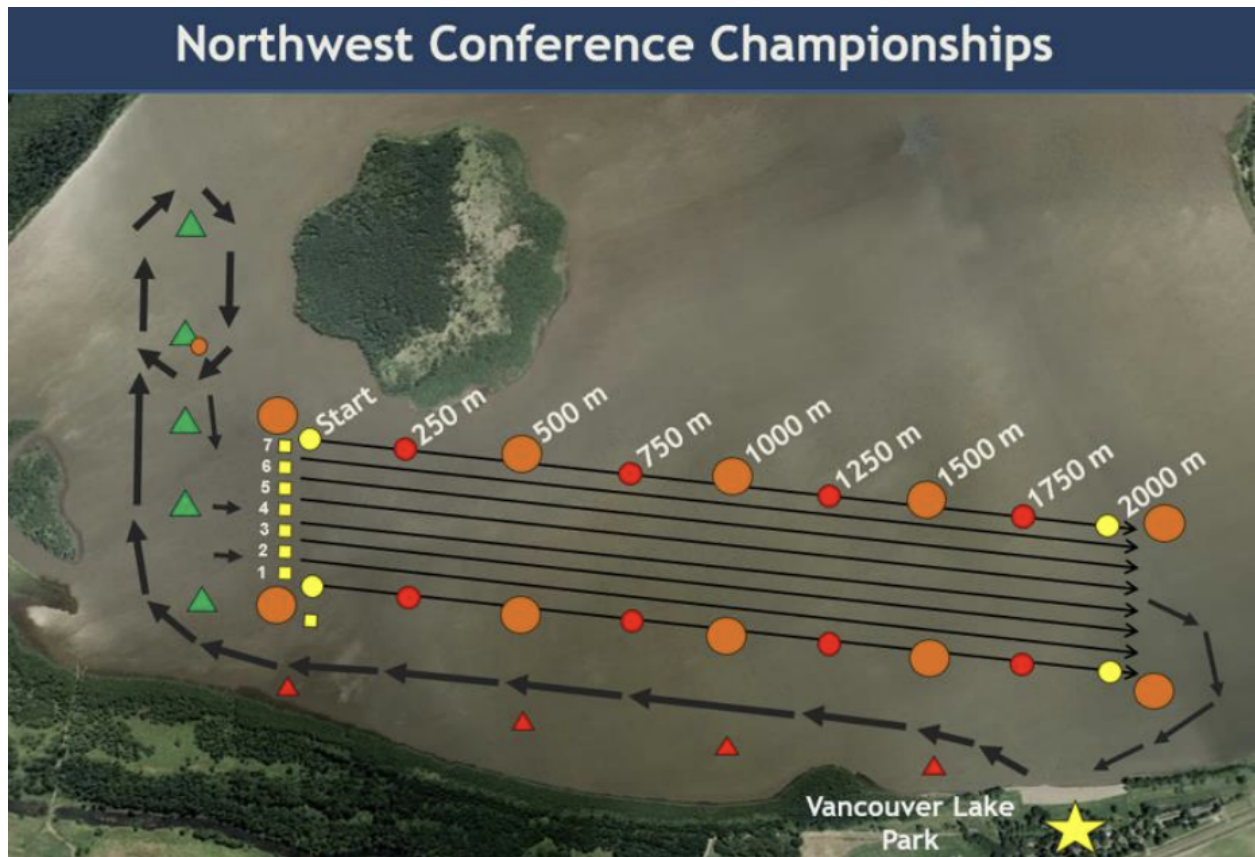 Northwest Conference Championships
Start
250 m
500 m
750 m
1000 m
1250 m
1500 m
1750 m
2000 m
7
6
5
4
3
2
1
Vancouver Lake
Park